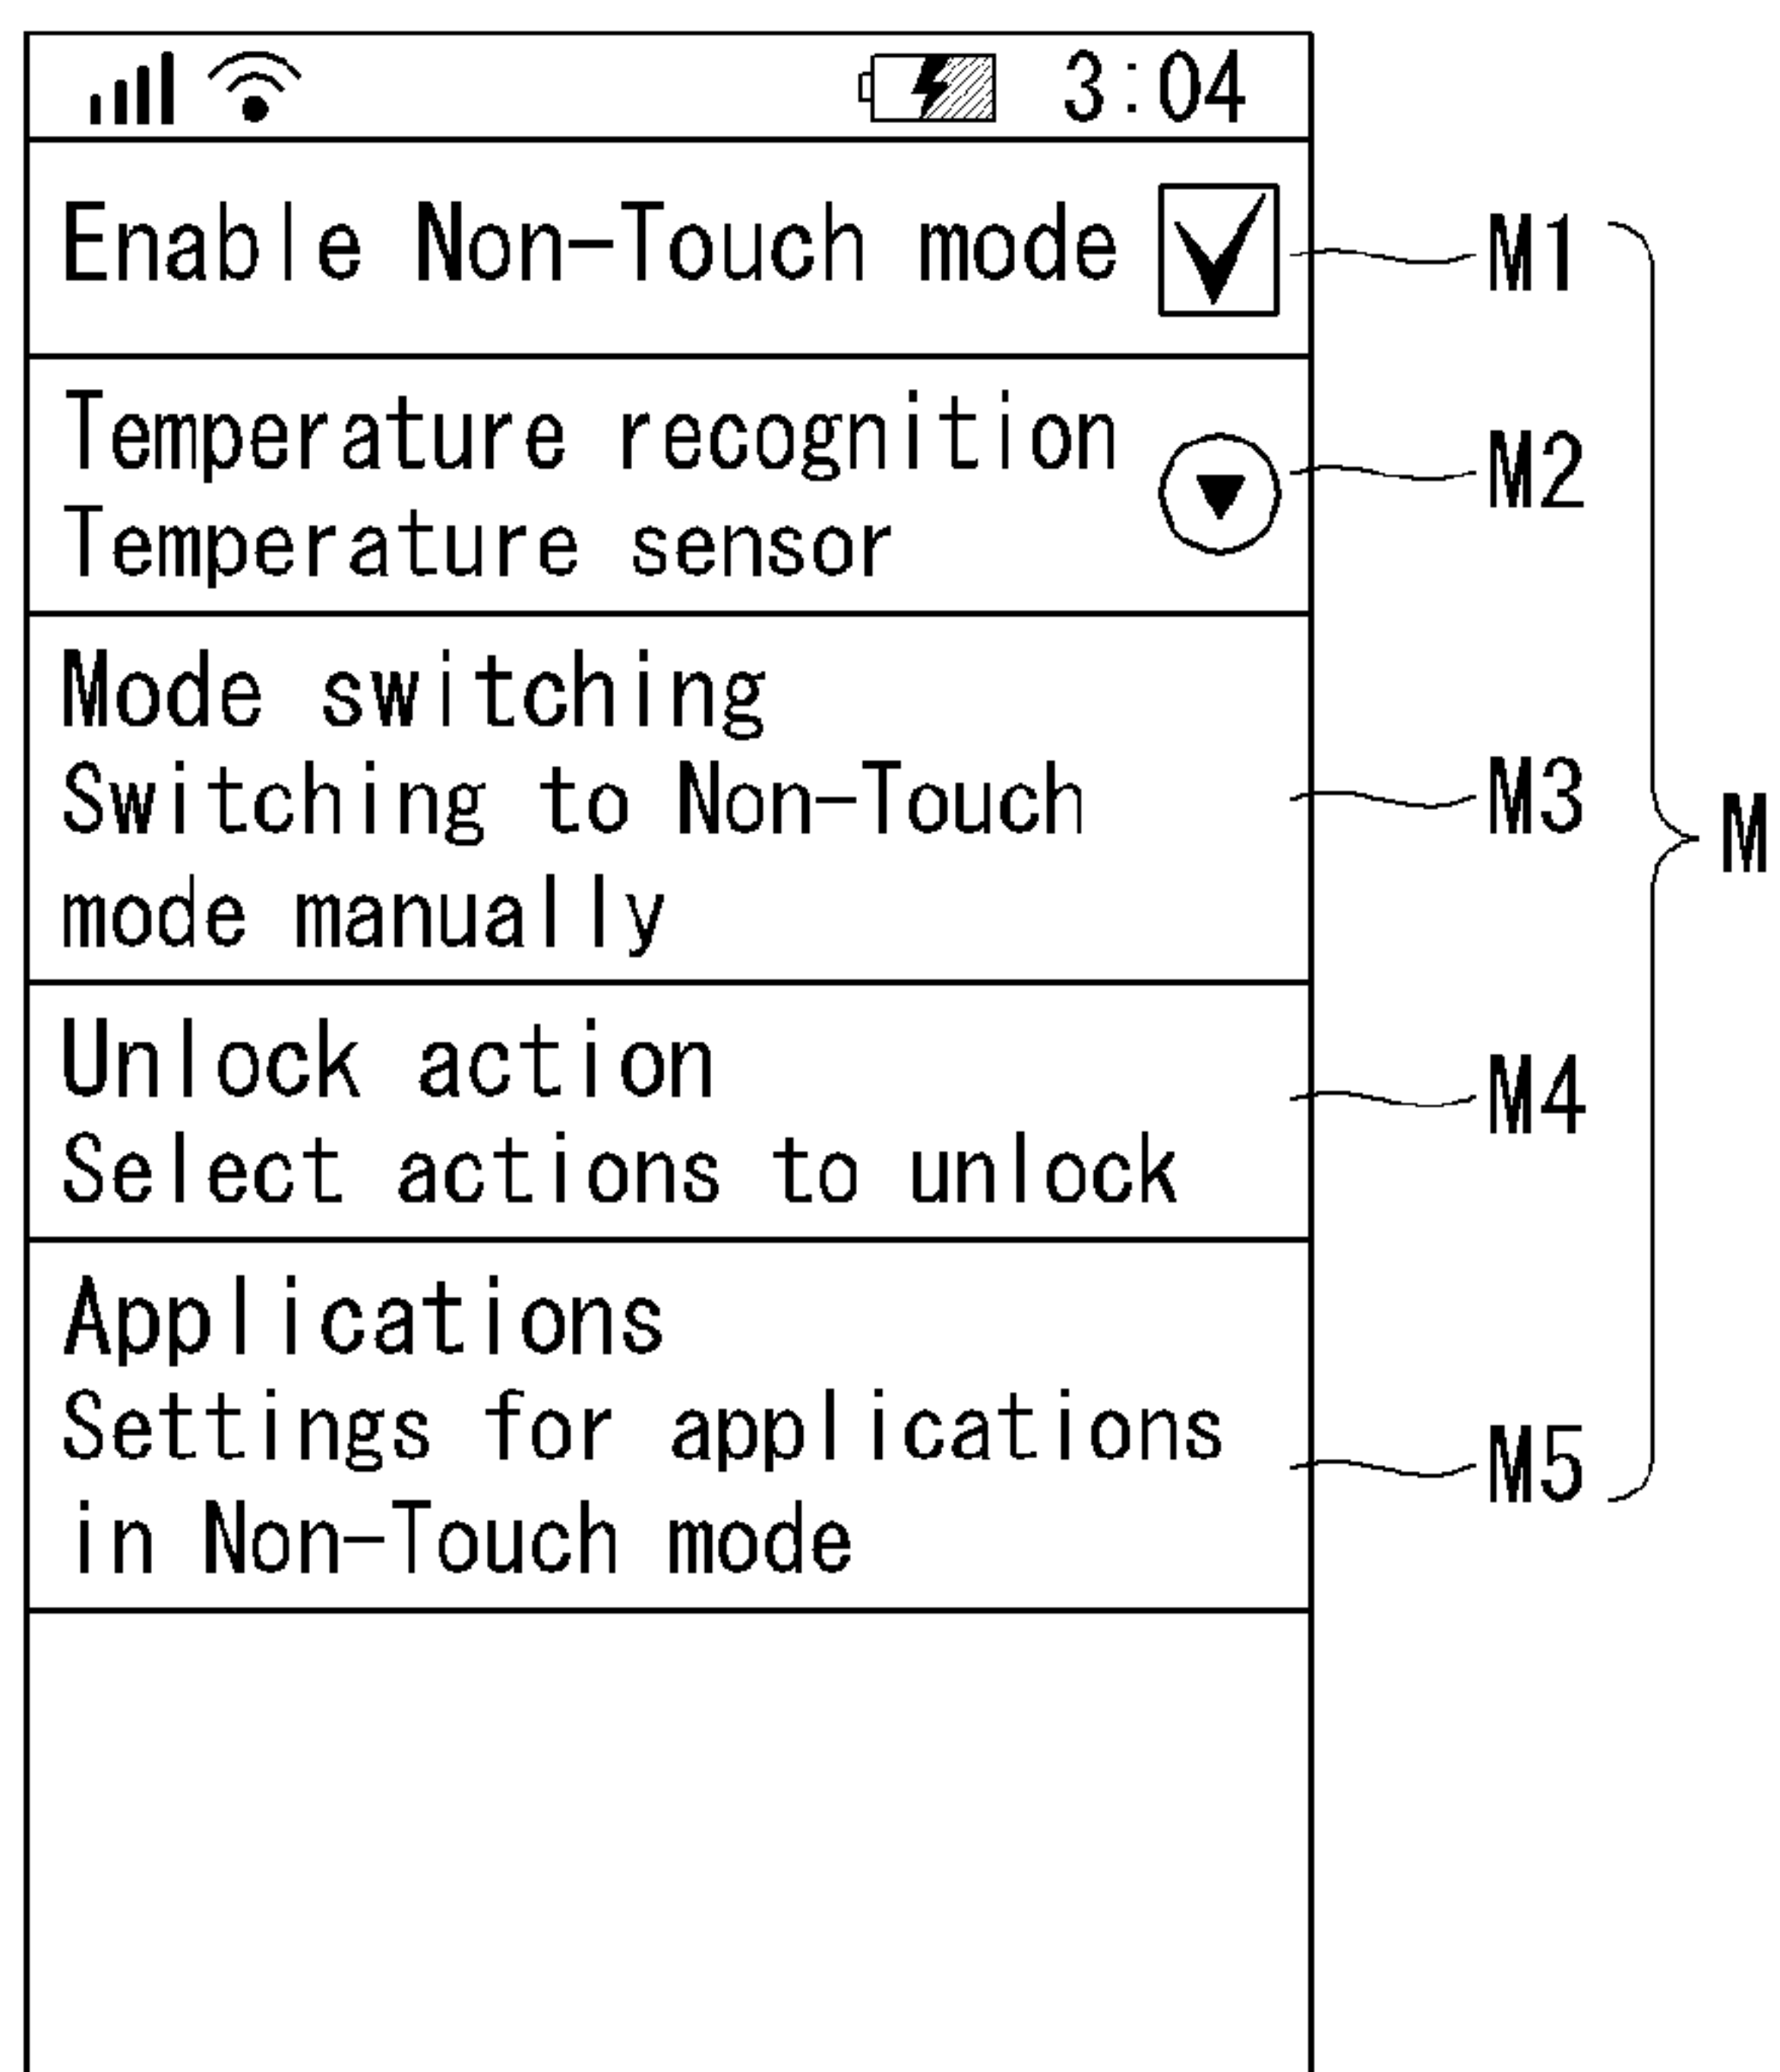 3:04
Enable Non-Touch mode
M1
Temperature recognition
M2
Temperature sensor
Mode switching
Switching to Non-Touch
M3
mode manually
M
Unlock action
M4
Select actions to unlock
Applications
Settings for applications
M5
in Non-Touch mode